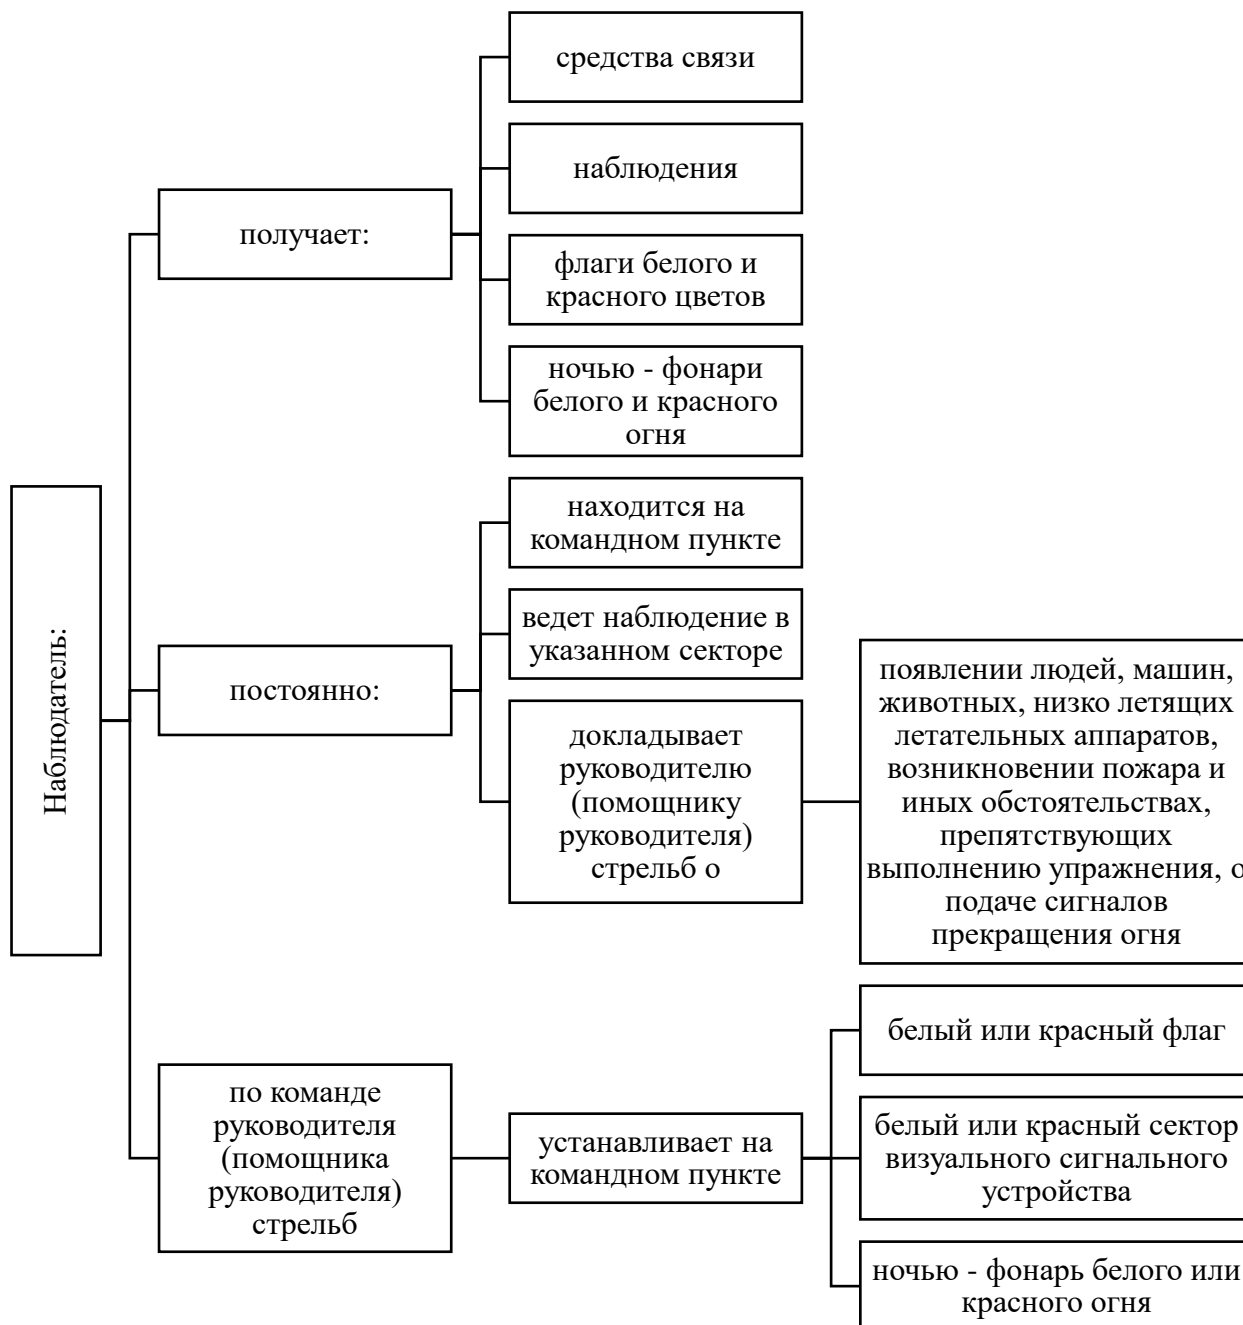 Наблюдатель:
получает:
средства связи
наблюдения
флаги белого и
красного цветов
ночью - фонари
белого и красного
огня
постоянно:
находится на
командном пункте
ведет наблюдение в
указанном секторе
докладывает
руководителю
(помощнику
руководителя)
стрельб о
появлении людей, машин,
животных, низко летящих
летательных аппаратов,
возникновении пожара и
иных обстоятельствах,
препятствующих
выполнению упражнения, о
подаче сигналов
прекращения огня
по команде
руководителя
(помощника
руководителя)
стрельб
устанавливает на
командном пункте
белый или красный флаг
белый или красный сектор
визуального сигнального
устройства
ночью - фонарь белого или
красного огня